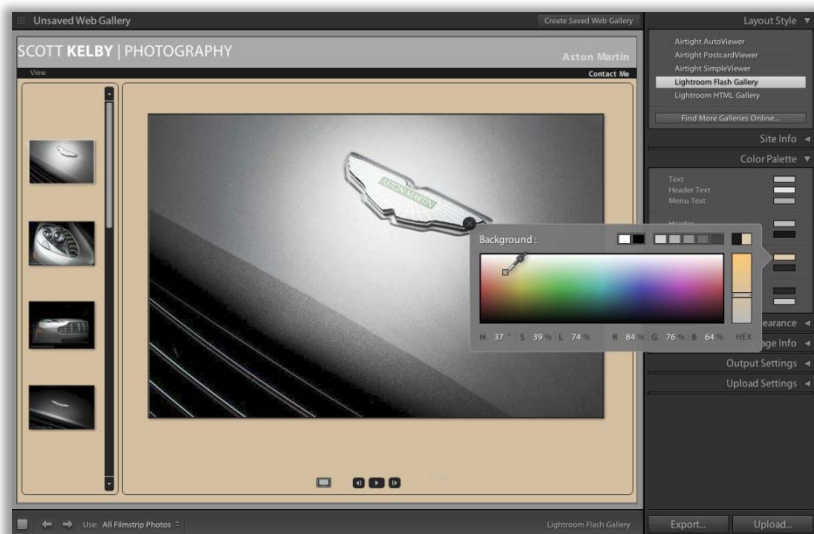 Unsaved Web Gallery
Create Saved Web Gallery
Layout Style
SCOTT KELBY | PHOTOGRAPHY
Aston Martin
View
Contact Me
Airtight AutoViewer
Airtight PostcardViewer
Airtight SimpleViewer
Lightroom Flash Gallery
Lightroom HTML Gallery
Find More Galleries Online...
Site Info
Color Palette
Text
Header Text
Menu Text
Header
ASTON MARTIN
Background :
H 37 ° S 39 % L 74 % R 84 % G 76 % B 64 % HEX
Output Settings
Upload Settings
Use: All Filmstrip Photos
Lightroom Flash Gallery
Export...
Upload...